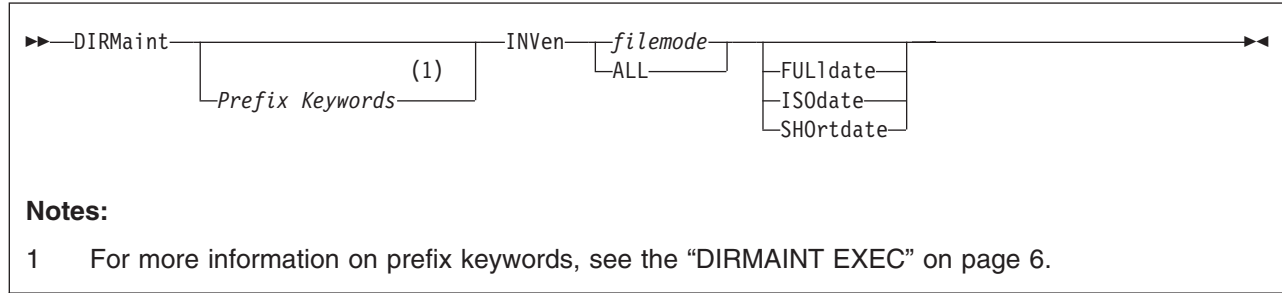 DIRMaint INVen filemode
(1) ALL FULldate
Prefix Keywords ISOdate
SHOrtdate
Notes:
1 For more information on prefix keywords, see the “DIRMAINT EXEC” on page 6.